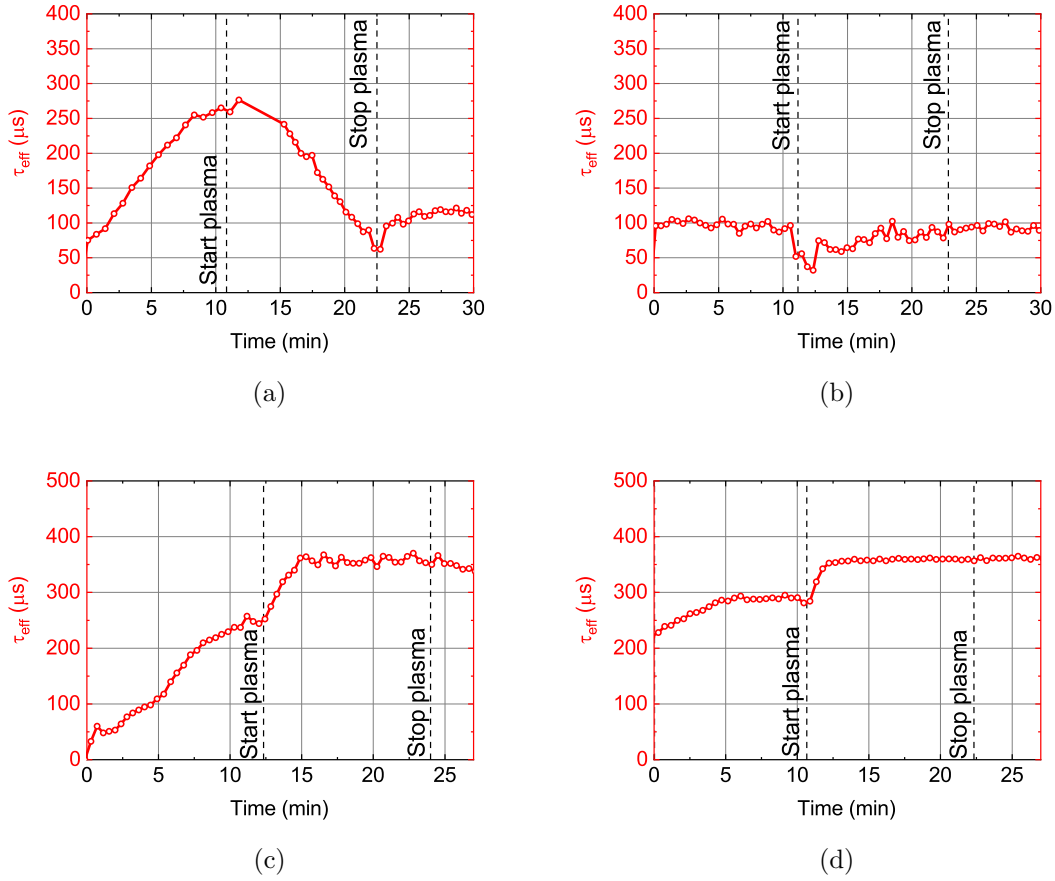 400
350
300
250
200
150
100
50
0
τeff (μs)
Start plasma
Stop plasma
0 5 10 15 20 25 30
Time (min)
(a)
400
350
300
250
200
150
100
50
0
τeff (μs)
Start plasma
Stop plasma
0 5 10 15 20 25 30
Time (min)
(b)
500
400
300
200
100
0
τeff (μs)
Start plasma
Stop plasma
0 5 10 15 20 25
Time (min)
(c)
500
400
300
200
100
0
τeff (μs)
Start plasma
Stop plasma
0 5 10 15 20 25
Time (min)
(d)